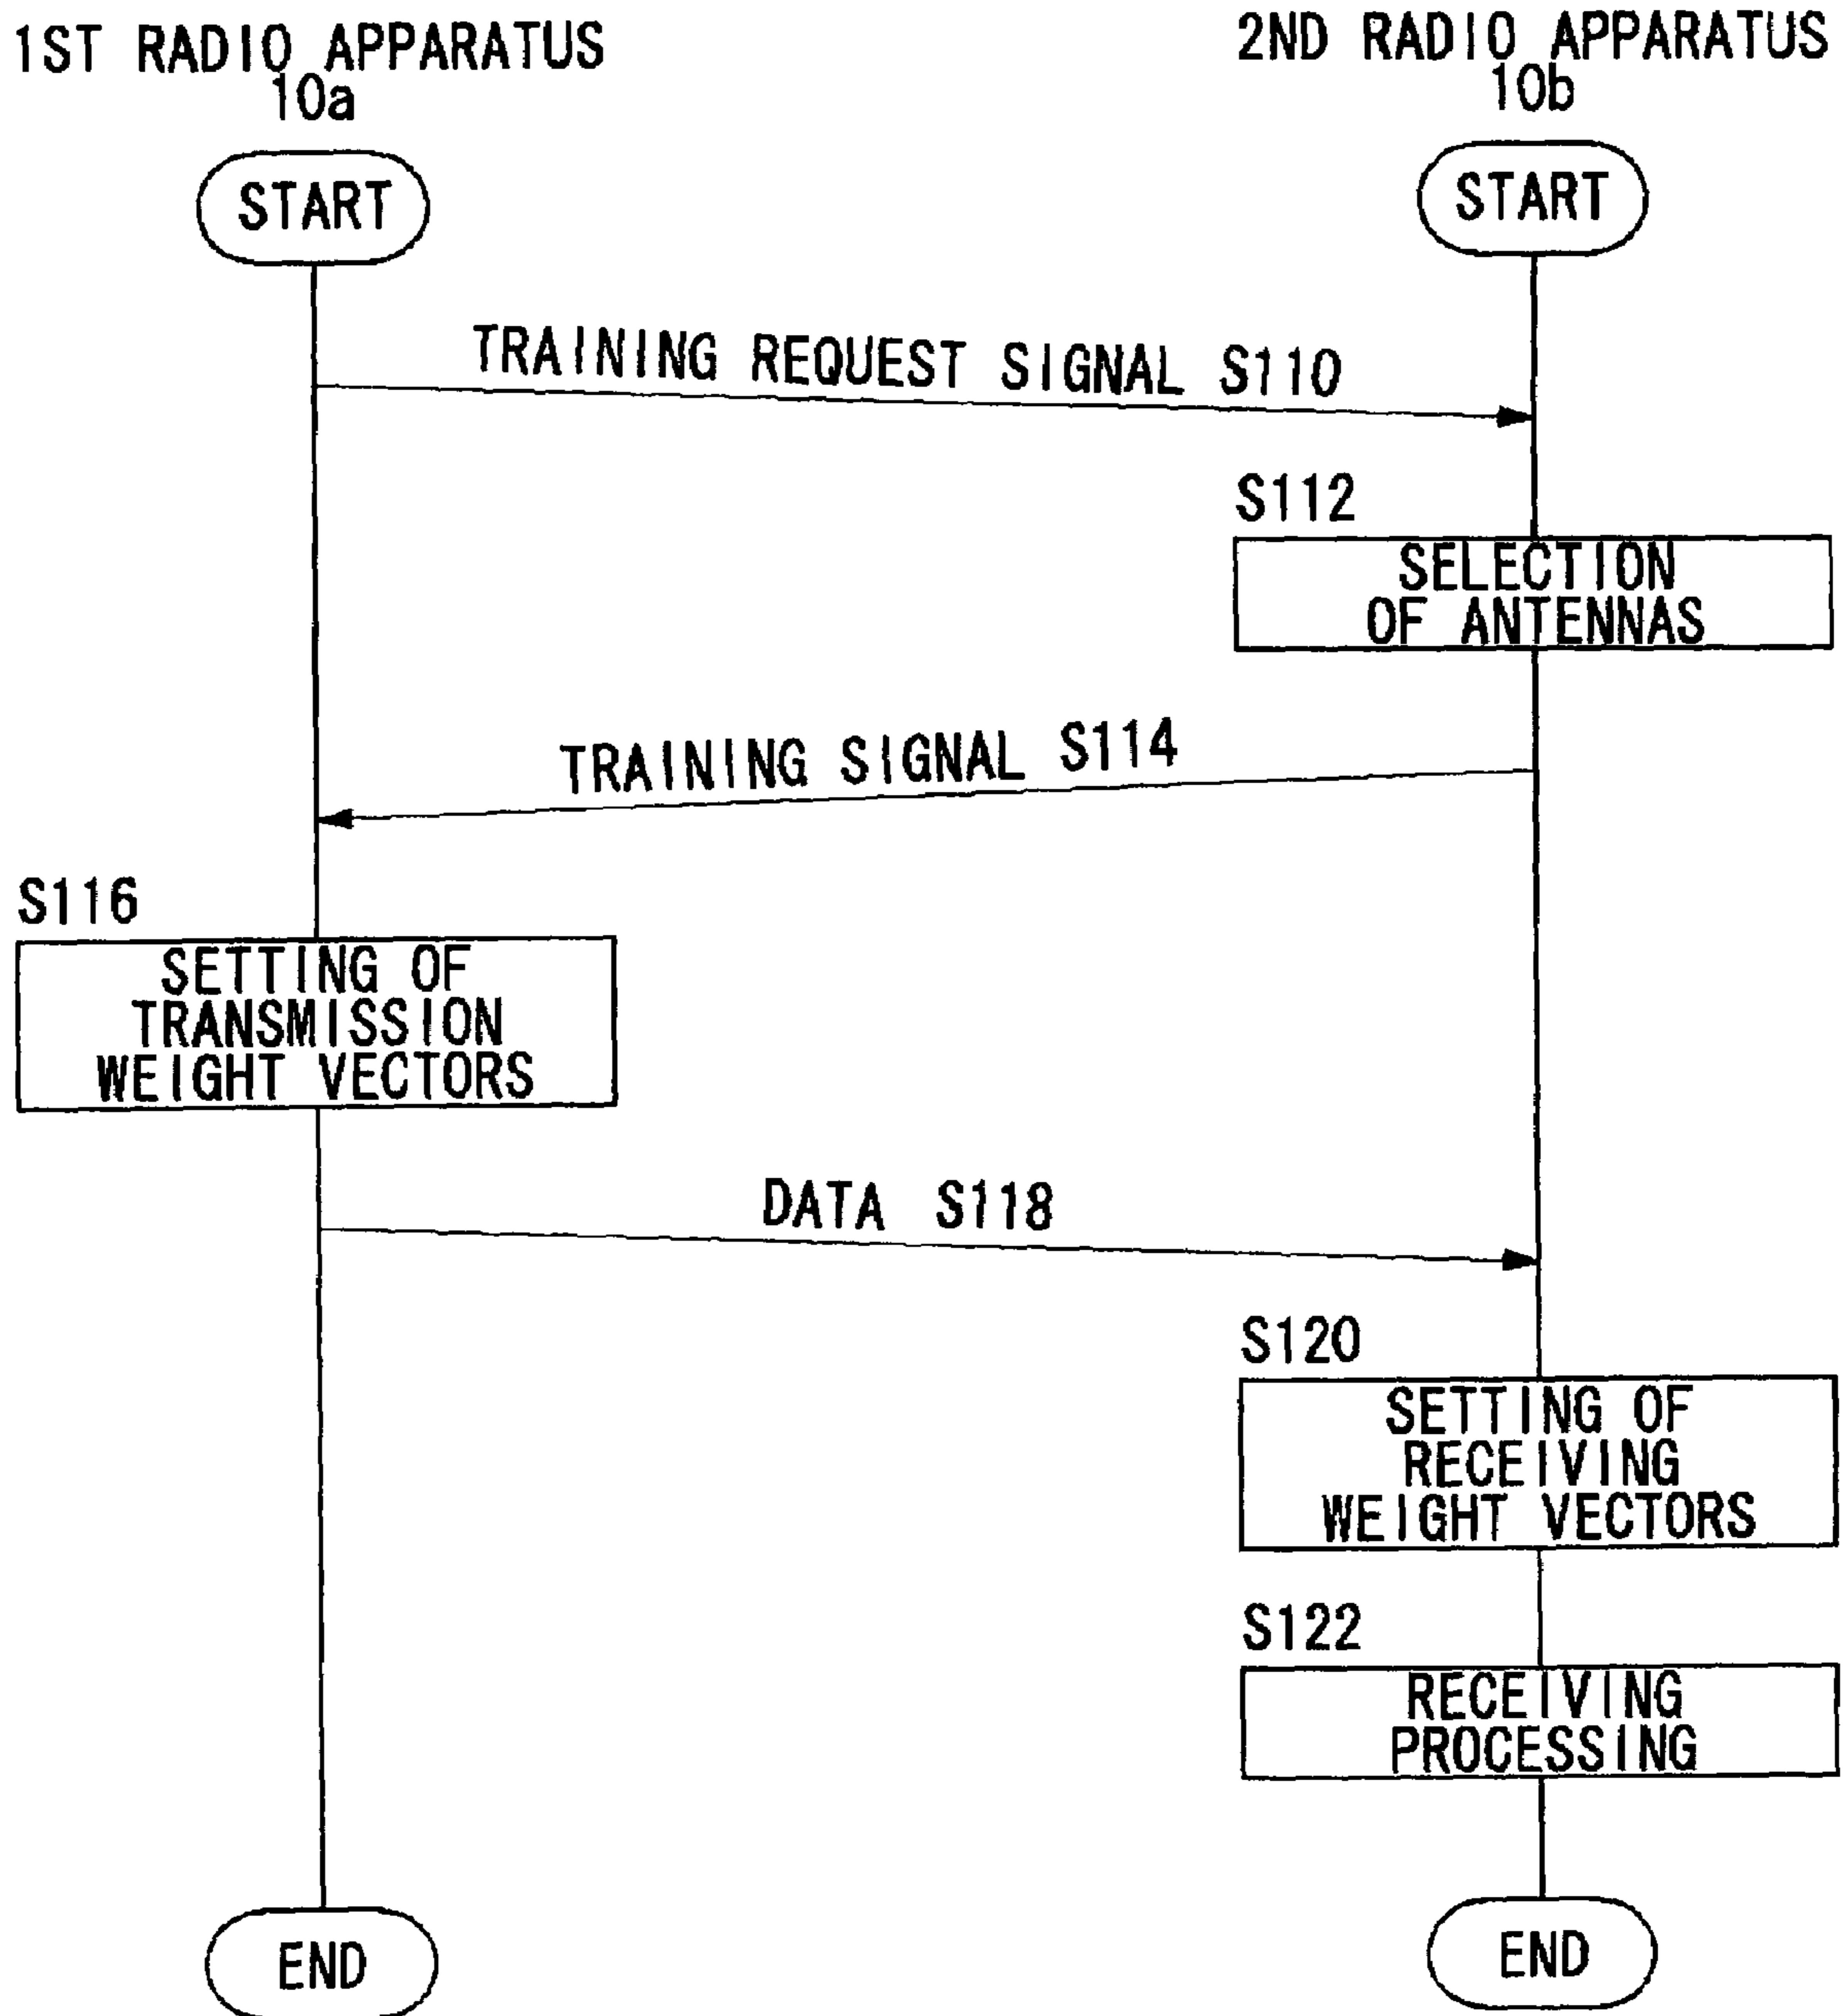 1ST RADIO APPARATUS
10a
2ND RADIO APPARATUS
10b
START
START
TRAINING REQUEST SIGNAL S110
S112
SELECTION
OF ANTENNAS
TRAINING SIGNAL S114
S116
SETTING OF
TRANSMISSION
WEIGHT VECTORS
DATA S118
S120
SETTING OF
RECEIVING
WEIGHT VECTORS
S122
RECEIVING
PROCESSING
END
END